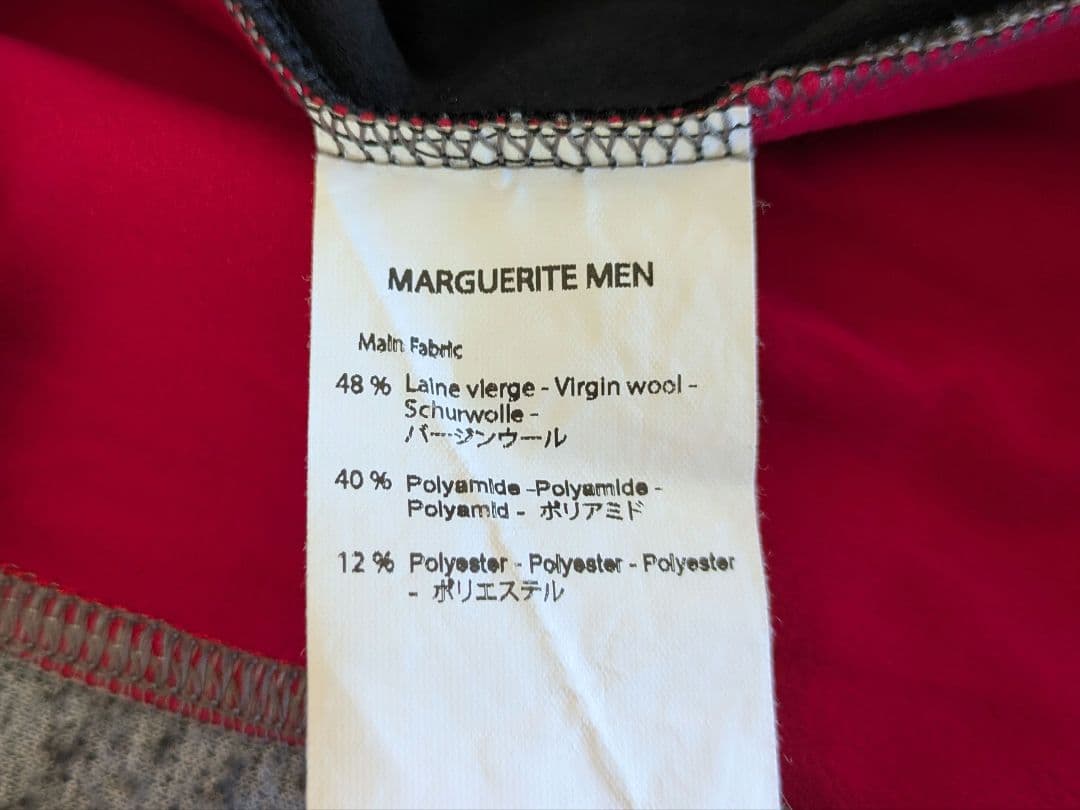 MARGUERITE MEN
Main Fabric
48 % Laine vierge - Virgin wool -
Schurwolle -
バージンウール
40 % Polyamide -Polyamide -
Polyamid - ポリアミド
12 % Polyester - Polyester - Polyester
- ポリエステル